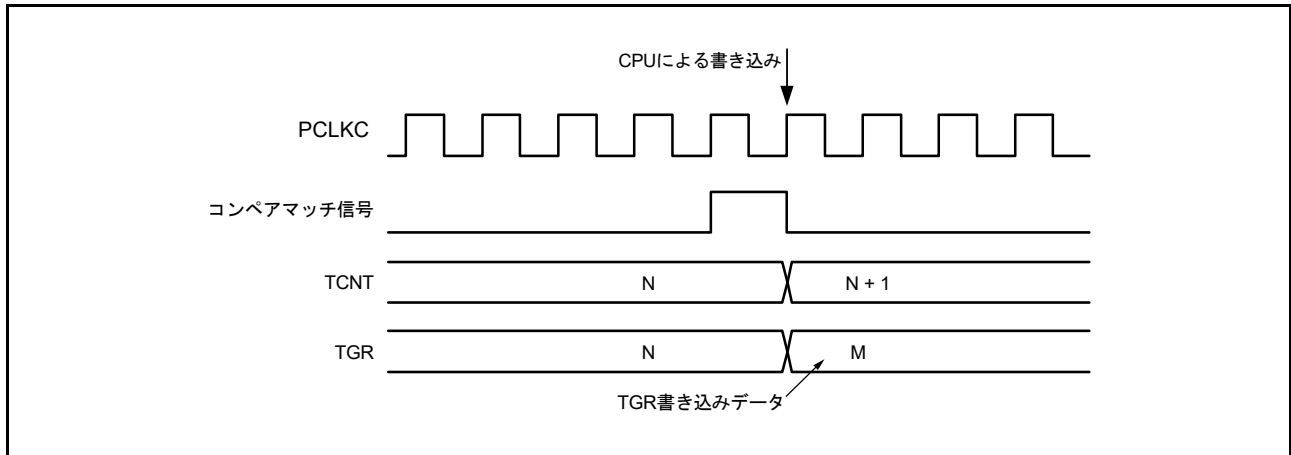 CPUによる書き込み
PCLKC
コンペアマッチ信号
TCNT N N + 1
TGR N M
TGR書き込みデータ